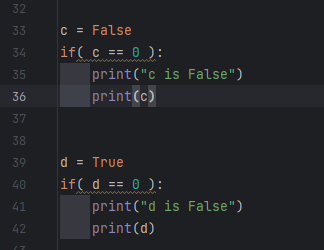 32
33 c = False
34 if( c == 0 ):
35     print("c is False")
36     print(c)
37
38
39 d = True
40 if( d == 0 ):
41     print("d is False")
42     print(d)
43